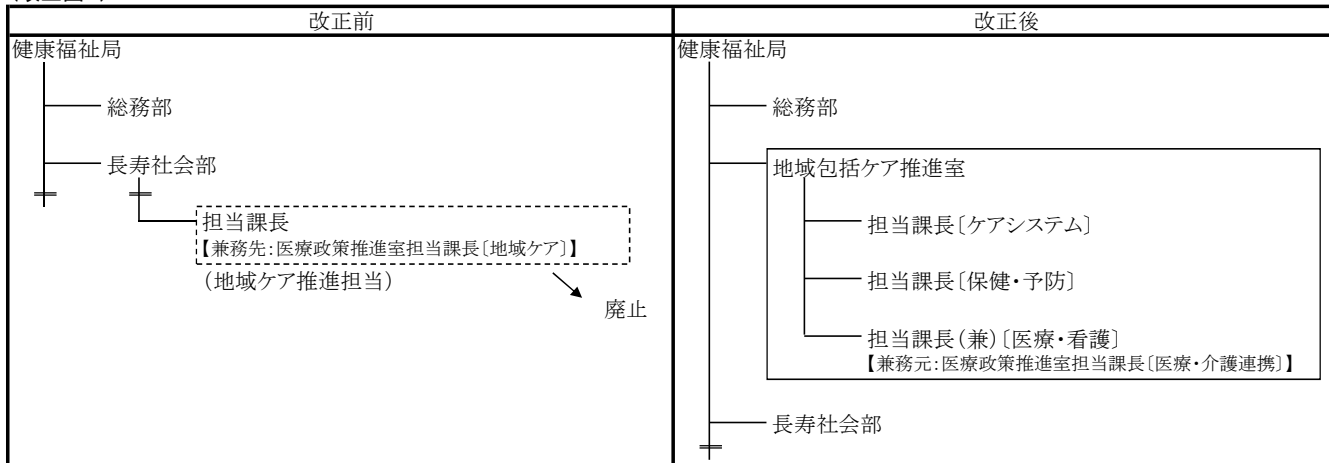 改正前
健康福祉局
総務部
長寿社会部
担当課長
【兼務先:医療政策推進室担当課長〔地域ケア〕】
(地域ケア推進担当)
廃止
改正後
健康福祉局
総務部
地域包括ケア推進室
担当課長〔ケアシステム〕
担当課長〔保健・予防〕
担当課長(兼)〔医療・看護〕
【兼務元:医療政策推進室担当課長〔医療・介護連携〕】
長寿社会部